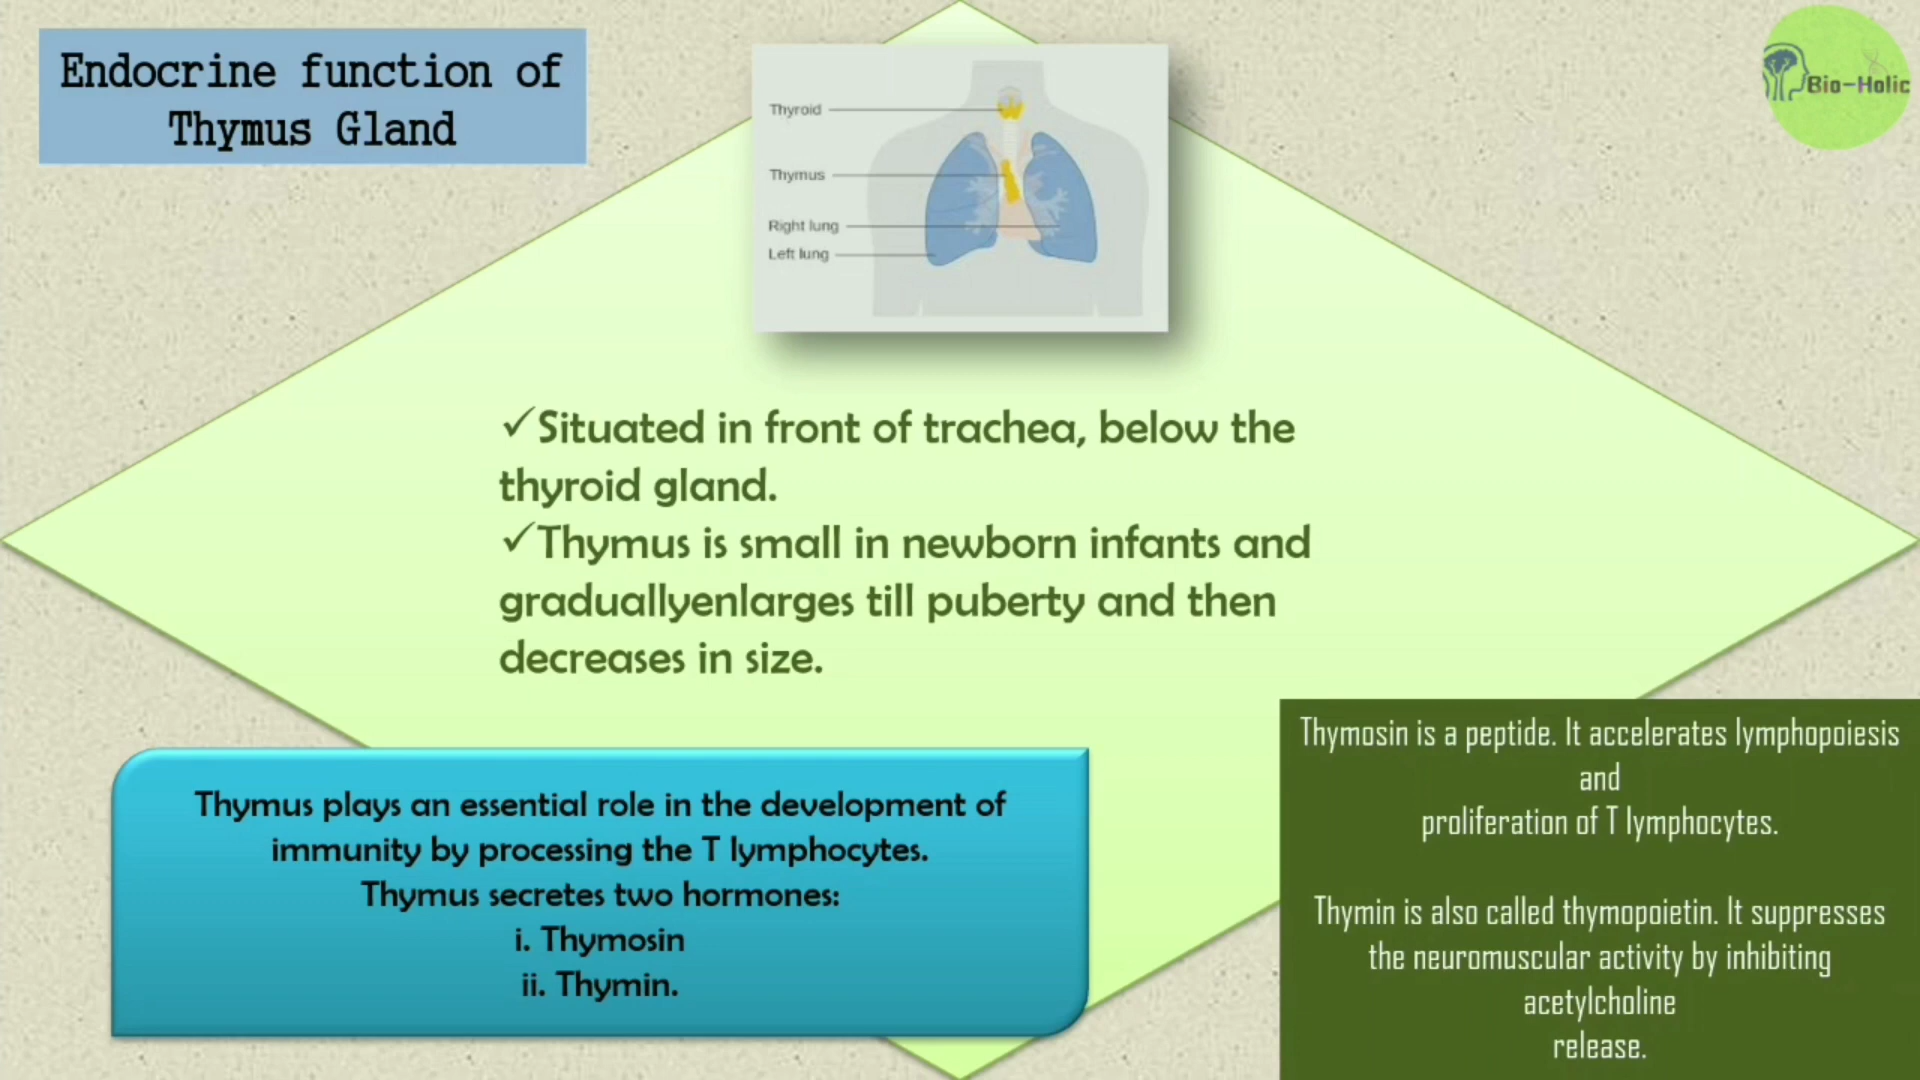 Endocrine function of
Thymus Gland
Bio-Holic
Thyroid
Thymus
Right lung
Left lung
✓Situated in front of trachea, below the
thyroid gland.
✓Thymus is small in newborn infants and
graduallyenlarges till puberty and then
decreases in size.
Thymus plays an essential role in the development of
immunity by processing the T lymphocytes.
Thymus secretes two hormones:
i. Thymosin
ii. Thymin.
Thymosin is a peptide. It accelerates lymphopoiesis
and
proliferation of T lymphocytes.
Thymin is also called thymopoietin. It suppresses
the neuromuscular activity by inhibiting
acetylcholine
release.